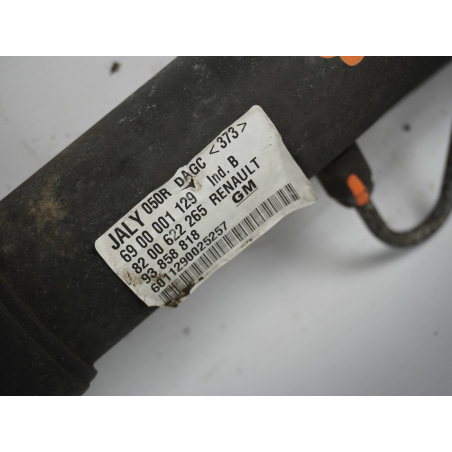 JALY 050R DAGC <373>
69 00 001 129 Ind. B
82 00 622 265 RENAULT
93 858 818 GM
6011290025257